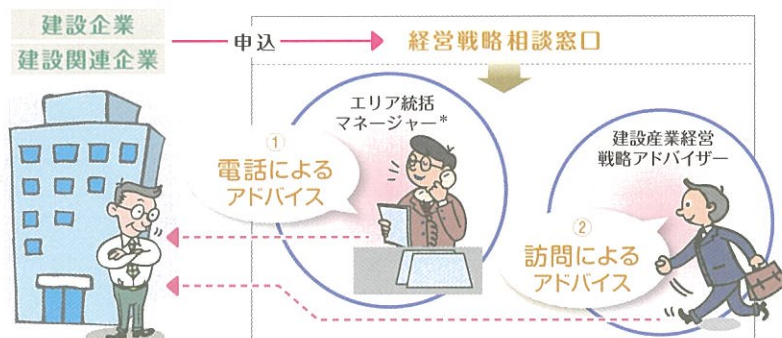 建設企業
建設関連企業
申込
経営戦略相談窓口
エリア統括
マネージャー*
①
電話による
アドバイス
建設産業経営
戦略アドバイザー
②
訪問による
アドバイス